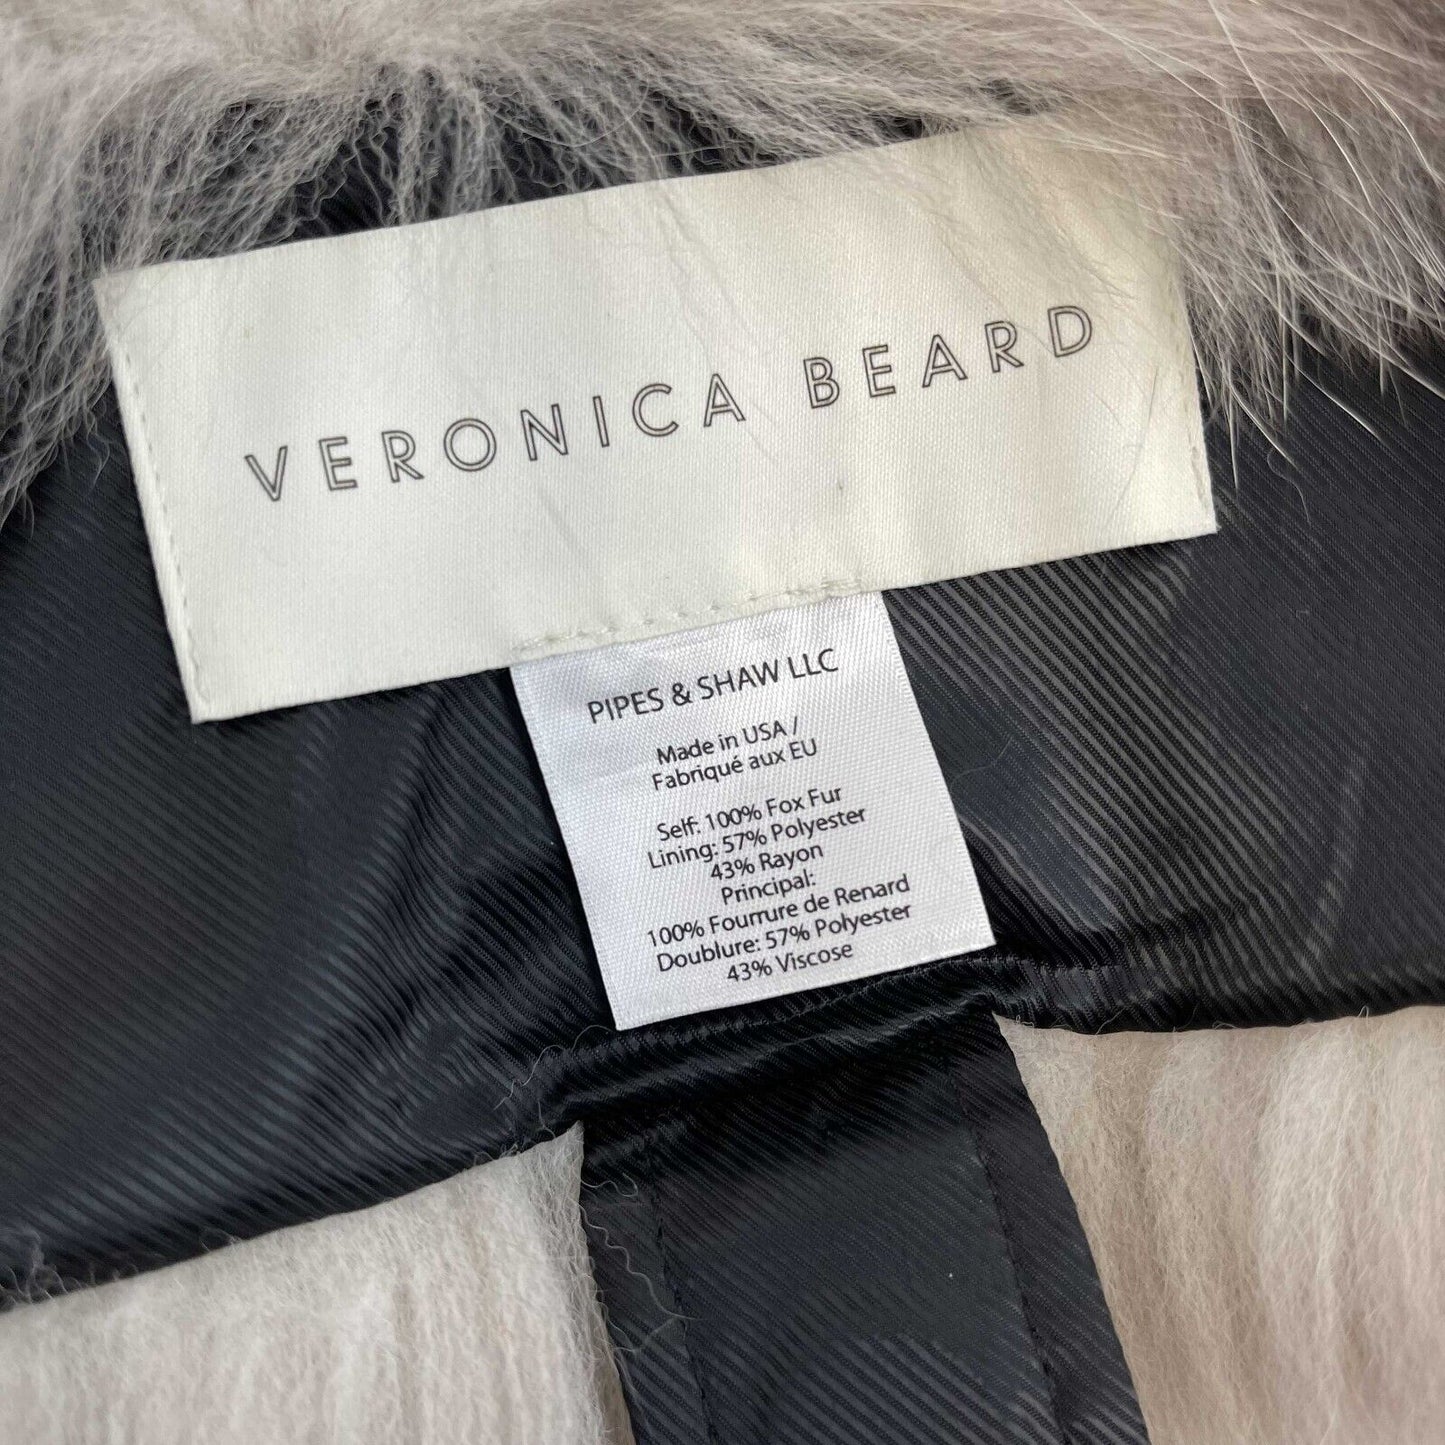 VERONICA BEARD
PIPES & SHAW LLC
Made in USA /
Fabriqué aux EU
Self: 100% Fox Fur
Lining: 57% Polyester
43% Rayon
Principal:
100% Fourrure de Renard
Doublure: 57% Polyester
43% Viscose